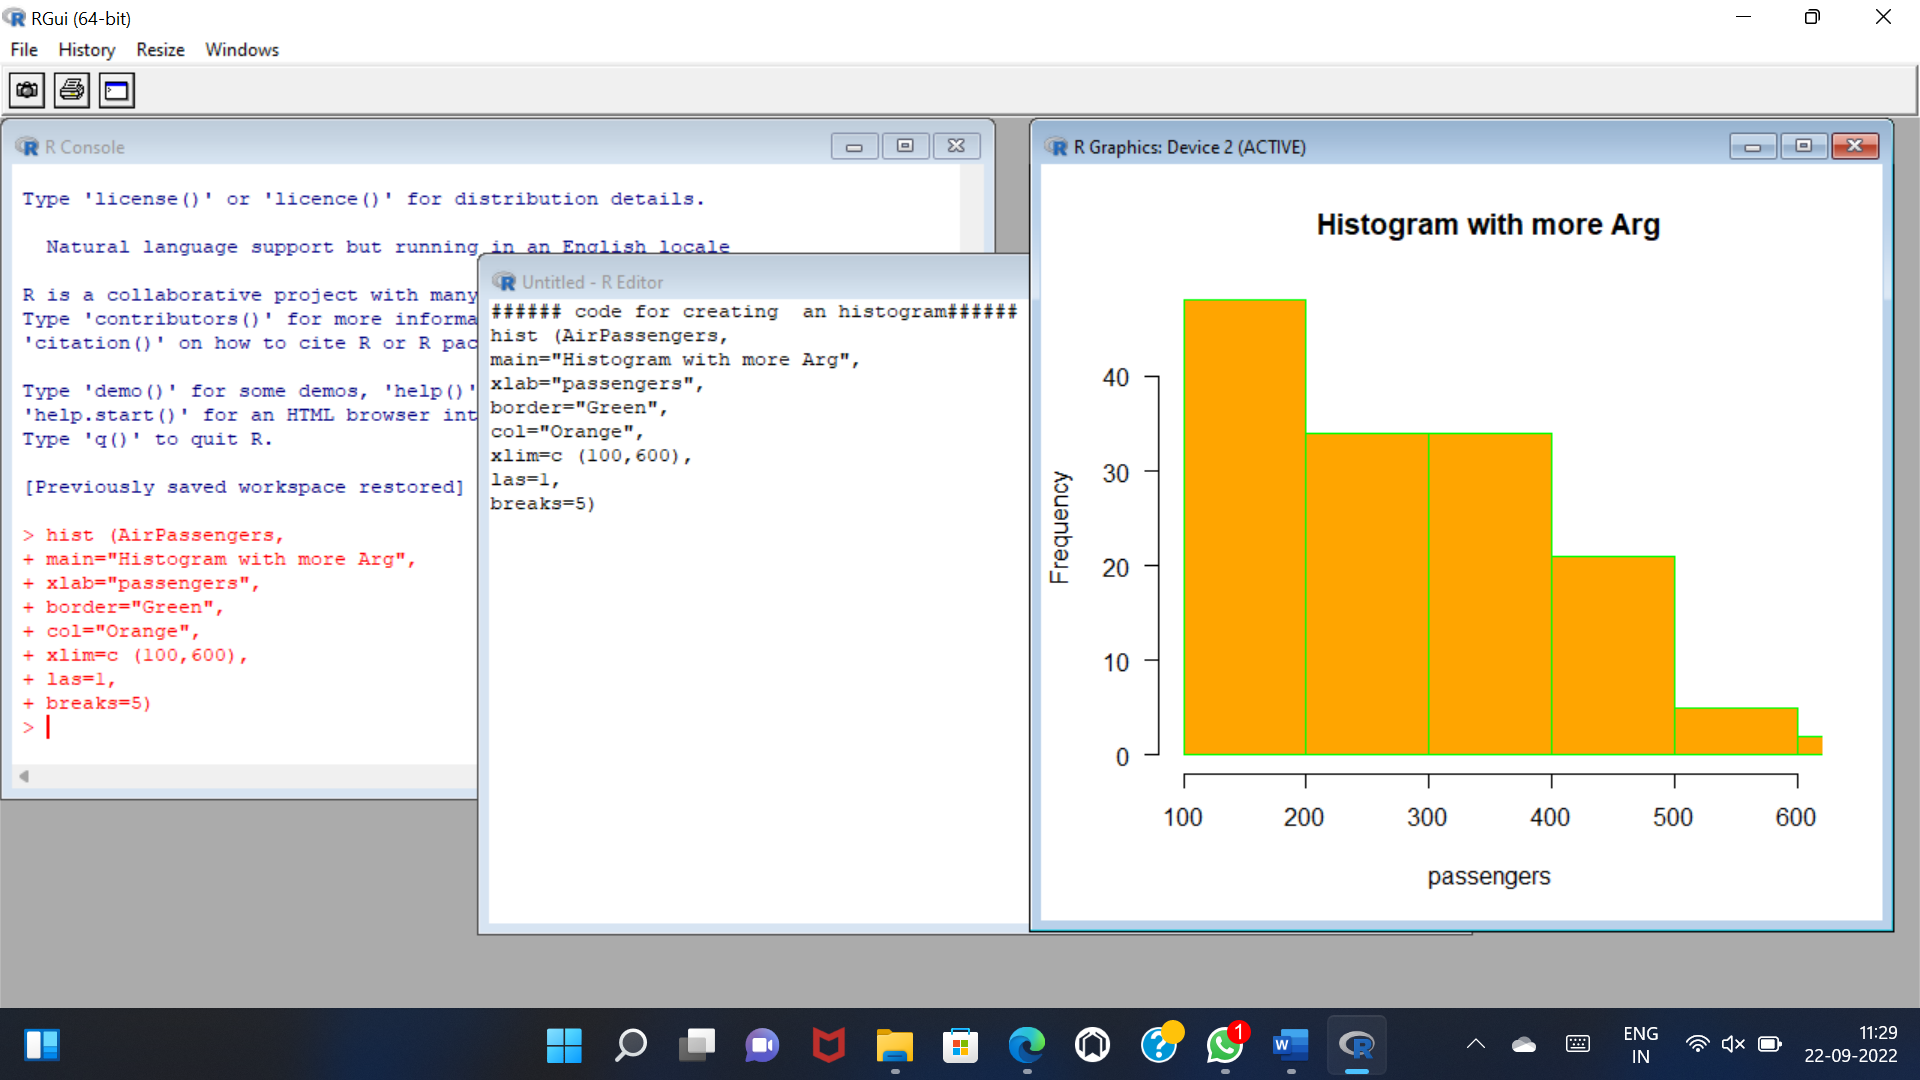 RGui (64-bit)
File History Resize Windows
R Console
Type 'license()' or 'licence()' for distribution details.
Natural language support but running in an English locale
R is a collaborative project with many
Type 'contributors()' for more informa
'citation()' on how to cite R or R pac
Type 'demo()' for some demos, 'help()'
'help.start()' for an HTML browser int
Type 'q()' to quit R.
[Previously saved workspace restored]
> hist (AirPassengers,
+ main="Histogram with more Arg",
+ xlab="passengers",
+ border="Green",
+ col="Orange",
+ xlim=c (100,600),
+ las=1,
+ breaks=5)
>
Untitled - R Editor
###### code for creating  an histogram######
hist (AirPassengers,
main="Histogram with more Arg",
xlab="passengers",
border="Green",
col="Orange",
xlim=c (100,600),
las=1,
breaks=5)
R Graphics: Device 2 (ACTIVE)
Histogram with more Arg
Frequency
40
30
20
10
0
100 200 300 400 500 600
passengers
1
ENG
IN
11:29
22-09-2022